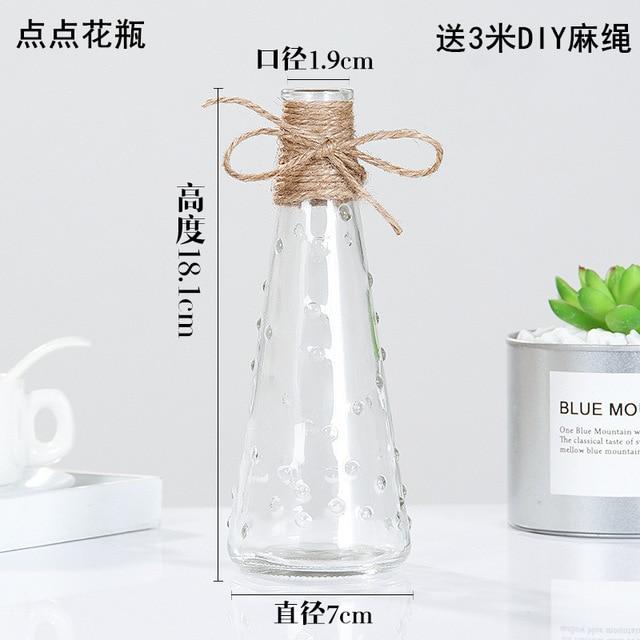 点点花瓶
送3米DIY麻绳
口径1.9cm
高度18.1cm
直径7cm
BLUE MOU
One Blue Mountain w
The classical taste of
mellow blue mountain